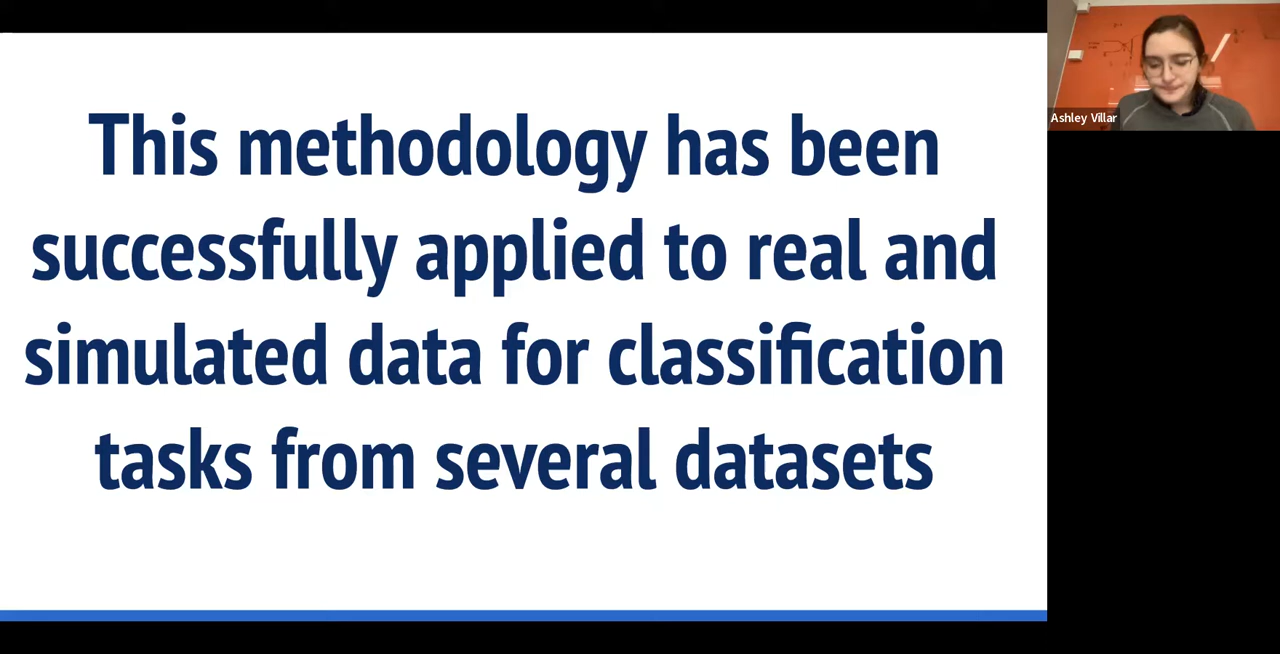 This methodology has been
successfully applied to real and
simulated data for classification
tasks from several datasets
Ashley Villar